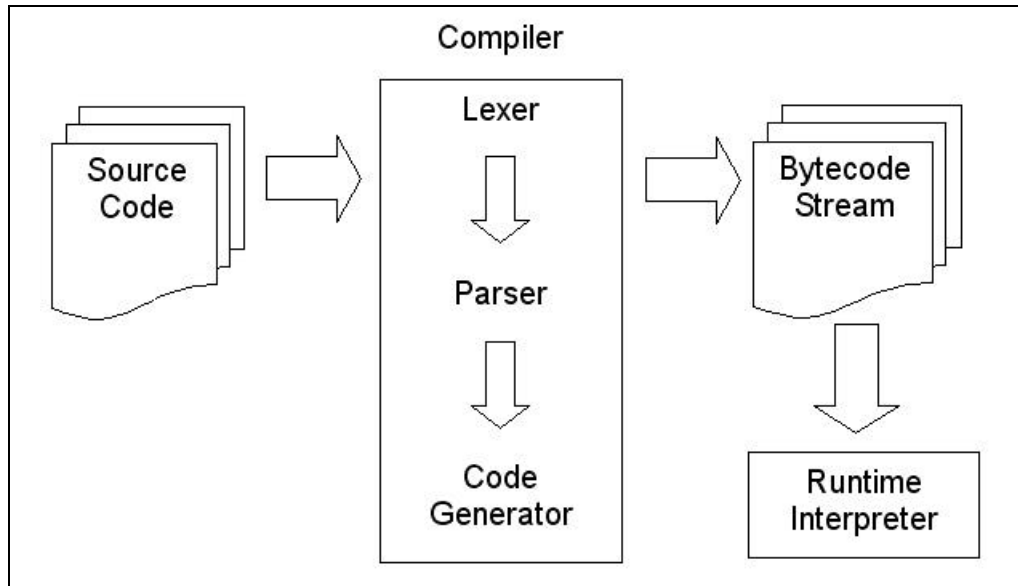 Compiler
Source
Code
Lexer
Parser
Code
Generator
Bytecode
Stream
Runtime
Interpreter